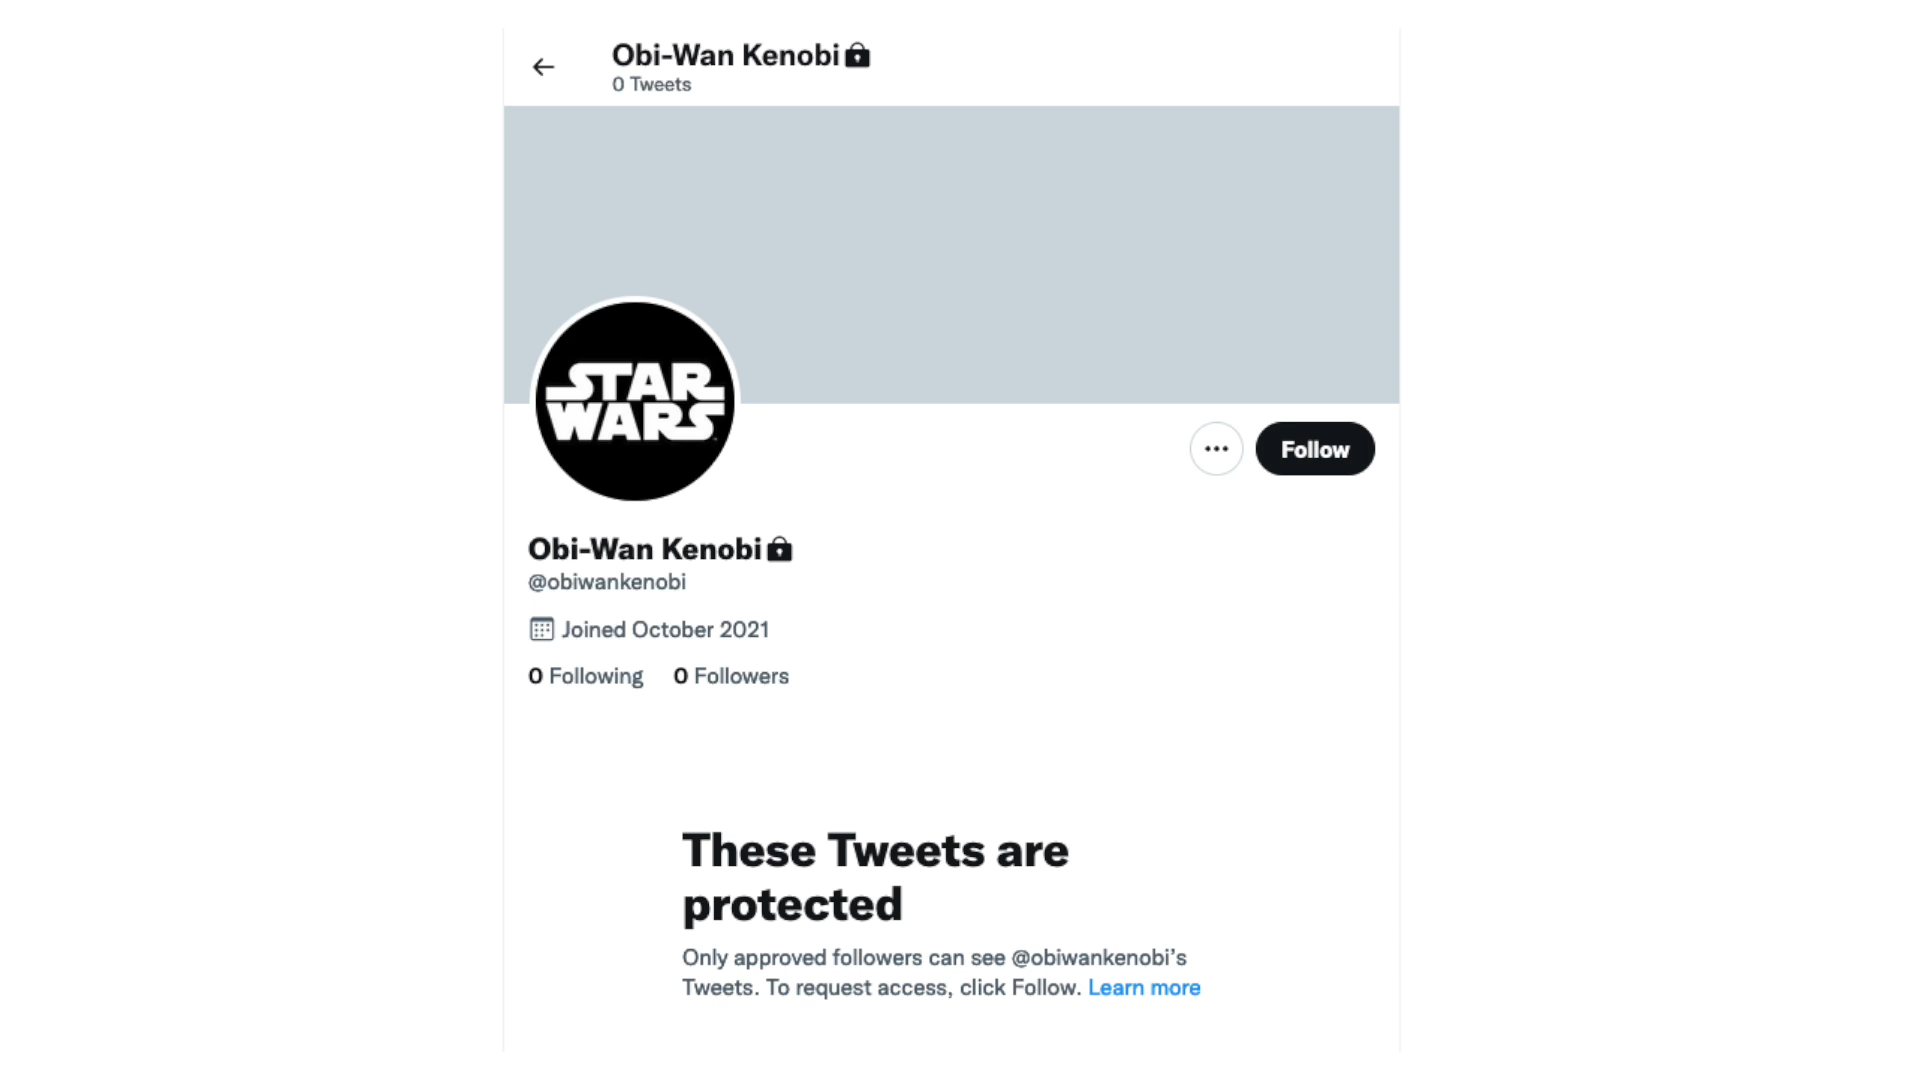 Obi-Wan Kenobi
0 Tweets
STAR
WARS
Follow
Obi-Wan Kenobi
@obiwankenobi
Joined October 2021
0 Following 0 Followers
These Tweets are
protected
Only approved followers can see @obiwankenobi’s
Tweets. To request access, click Follow. Learn more